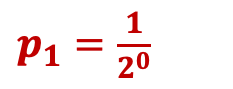 p₁ = 1/2⁰